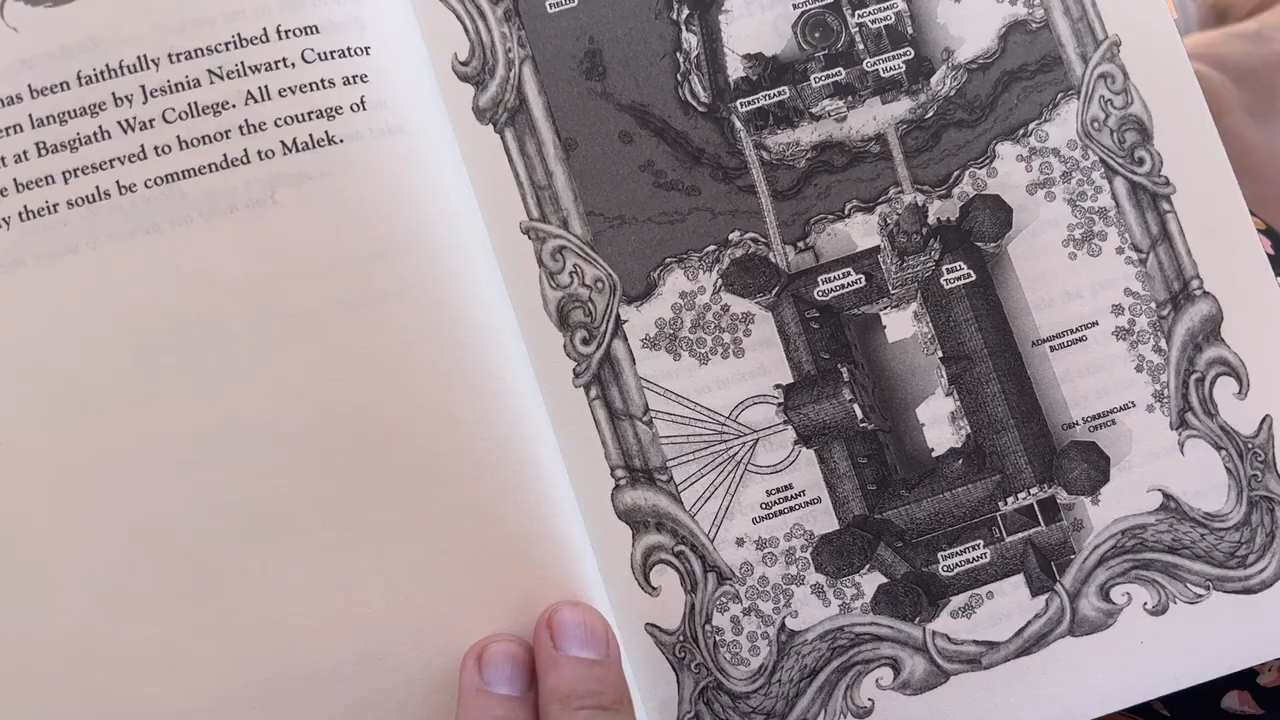 has been faithfully transcribed from
ern language by Jesinia Neilwart, Curator
t at Basgiath War College. All events are
e been preserved to honor the courage of
y their souls be commended to Malek.
FIELDS
ACADEMIC
WING
GATHERING
HALL
DORMS
FIRST-YEARS
HEALER
QUADRANT
BELL
TOWER
ADMINISTRATION
BUILDING
GEN. SORRENGAIL'S
OFFICE
SCRIBE
QUADRANT
(UNDERGROUND)
INFANTRY
QUADRANT